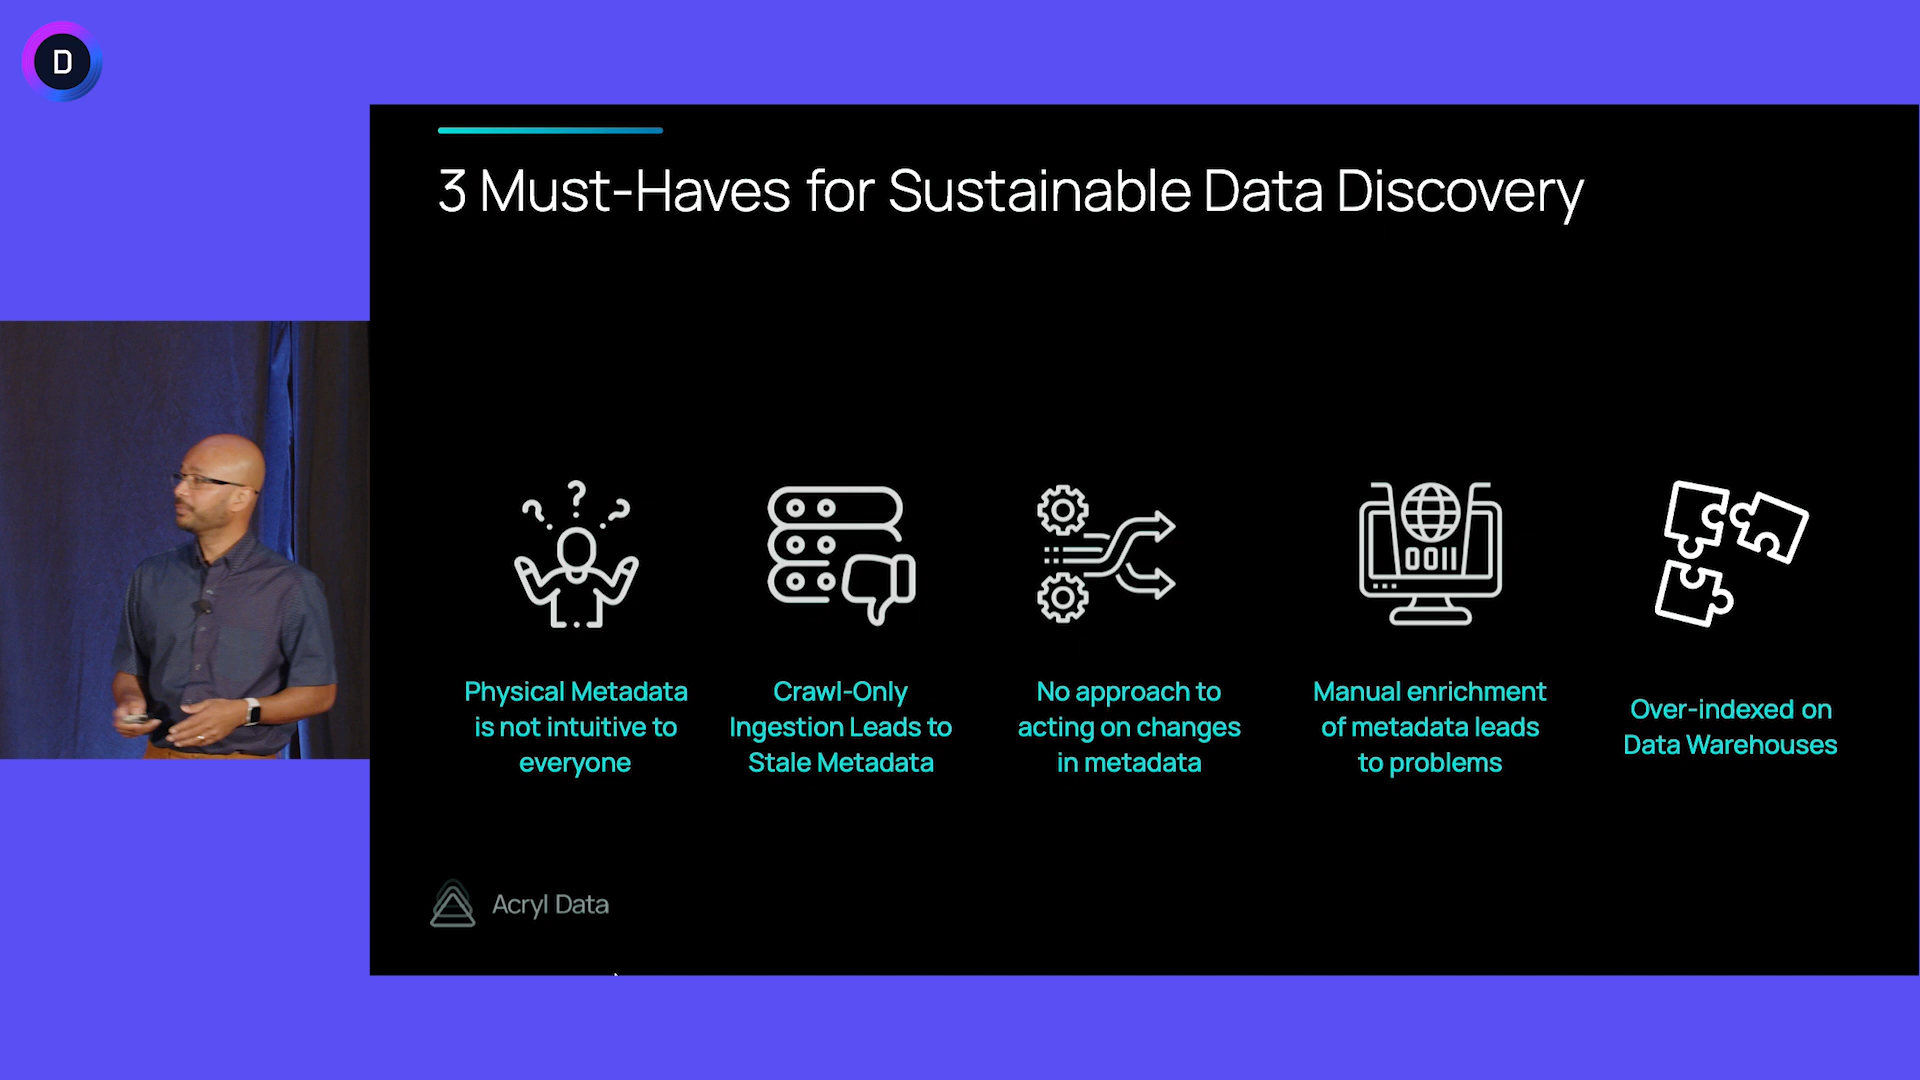 D
3 Must-Haves for Sustainable Data Discovery
? ? ?
0011
Physical Metadata
is not intuitive to
everyone
Crawl-Only
Ingestion Leads to
Stale Metadata
No approach to
acting on changes
in metadata
Manual enrichment
of metadata leads
to problems
Over-indexed on
Data Warehouses
Acryl Data